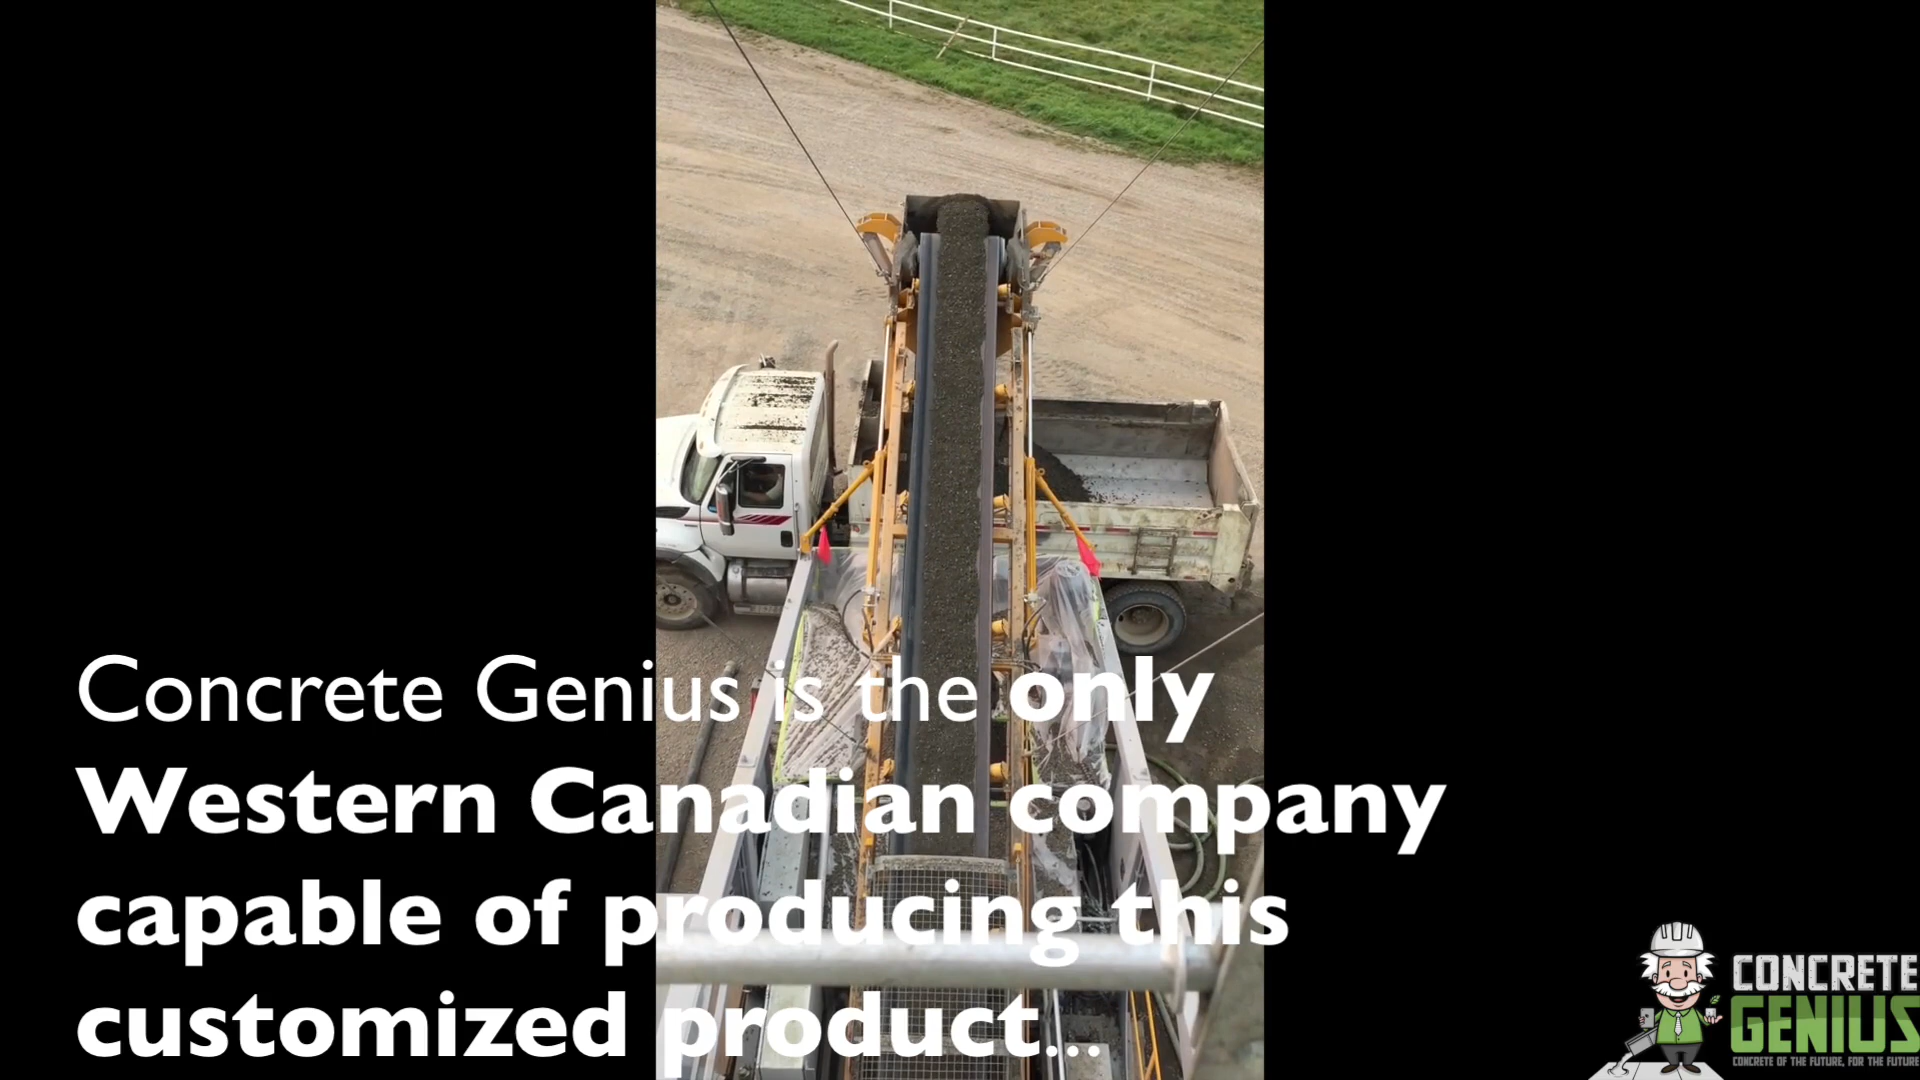 Concrete Genius is the only
Western Canadian company
capable of producing this
customized product...
CONCRETE
GENIUS
CONCRETE OF THE FUTURE, FOR THE FUTURE